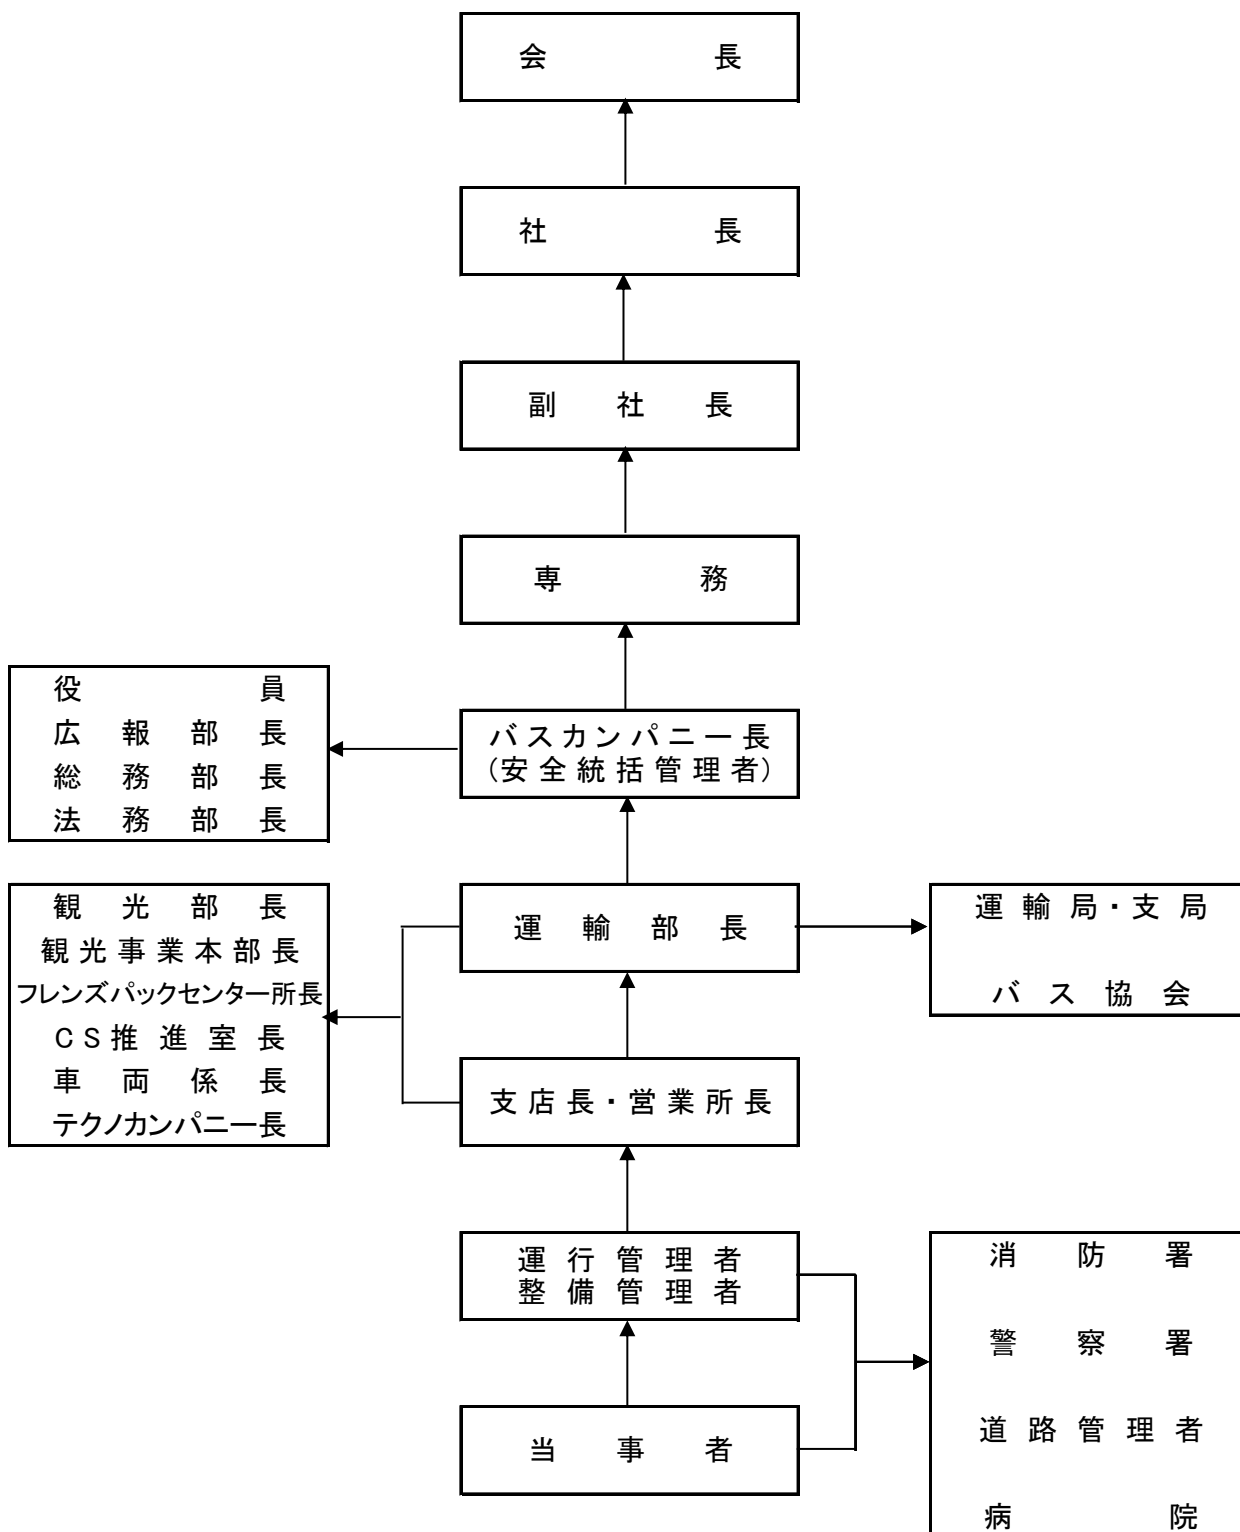 会長
社長
副社長
専務
役員
広報部長
総務部長
法務部長
バスカンパニー長
(安全統括管理者)
観光部長
観光事業本部長
フレンズパックセンター所長
CS推進室長
車両係長
テクノカンパニー長
運輸部長
運輸局・支局
バス協会
支店長・営業所長
運行管理者
整備管理者
消防署
警察署
道路管理者
病院
当事者